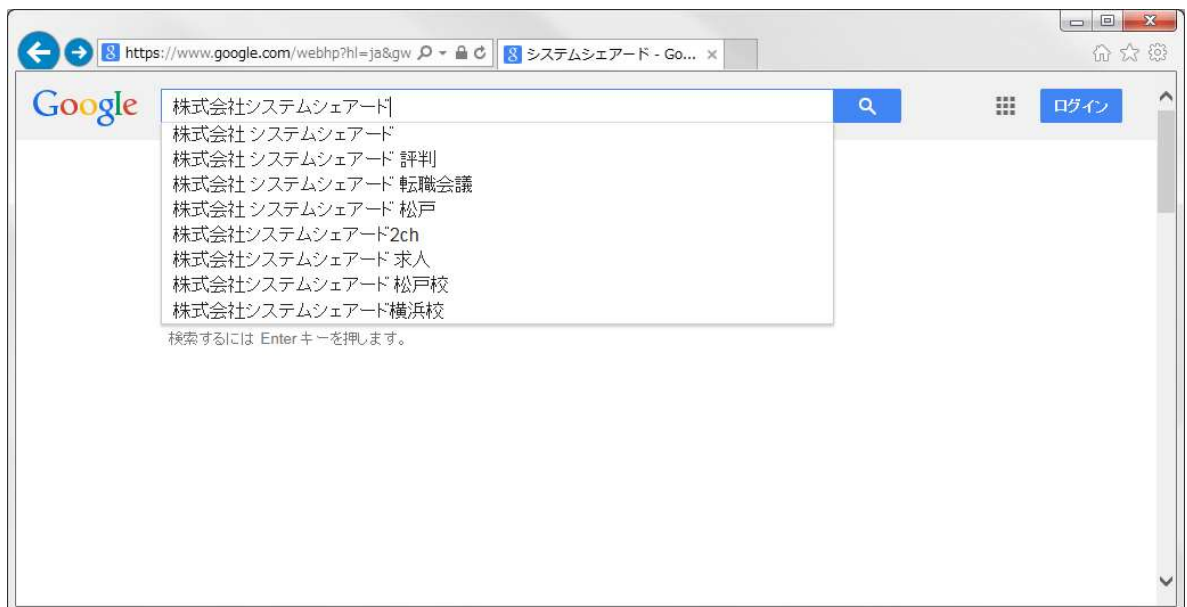 https://www.google.com/webhp?hl=ja&gw
システムシェアード - Go...
Google
株式会社システムシェアード
ログイン
株式会社 システムシェアード
株式会社 システムシェアード 評判
株式会社 システムシェアード 転職会議
株式会社 システムシェアード 松戸
株式会社システムシェアード2ch
株式会社システムシェアード 求人
株式会社システムシェアード 松戸校
株式会社システムシェアード横浜校
検索するには Enter キーを押します。